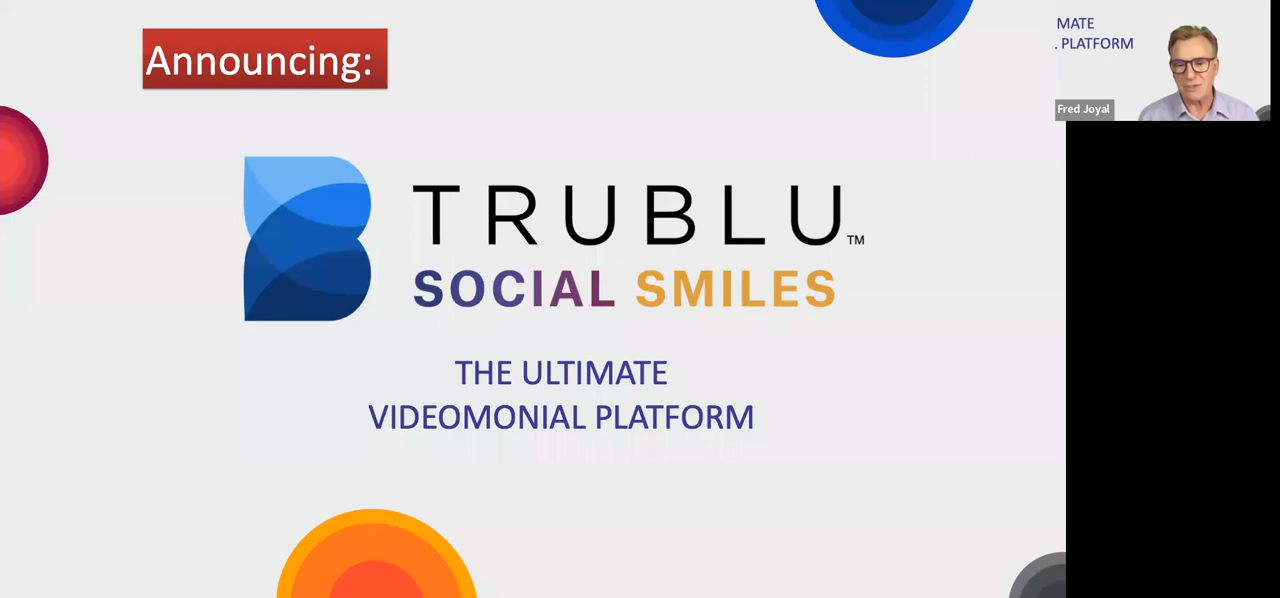 Announcing:
TRUBLU™
SOCIAL SMILES
THE ULTIMATE
VIDEOMONIAL PLATFORM
MATE
. PLATFORM
Fred Joyal